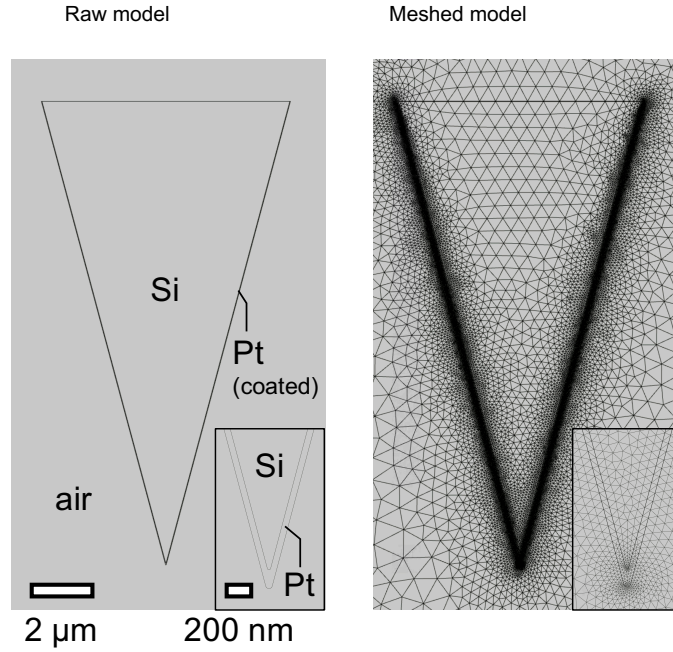 Raw model
Meshed model
Si
Pt
(coated)
Si
air
Pt
2 µm
200 nm